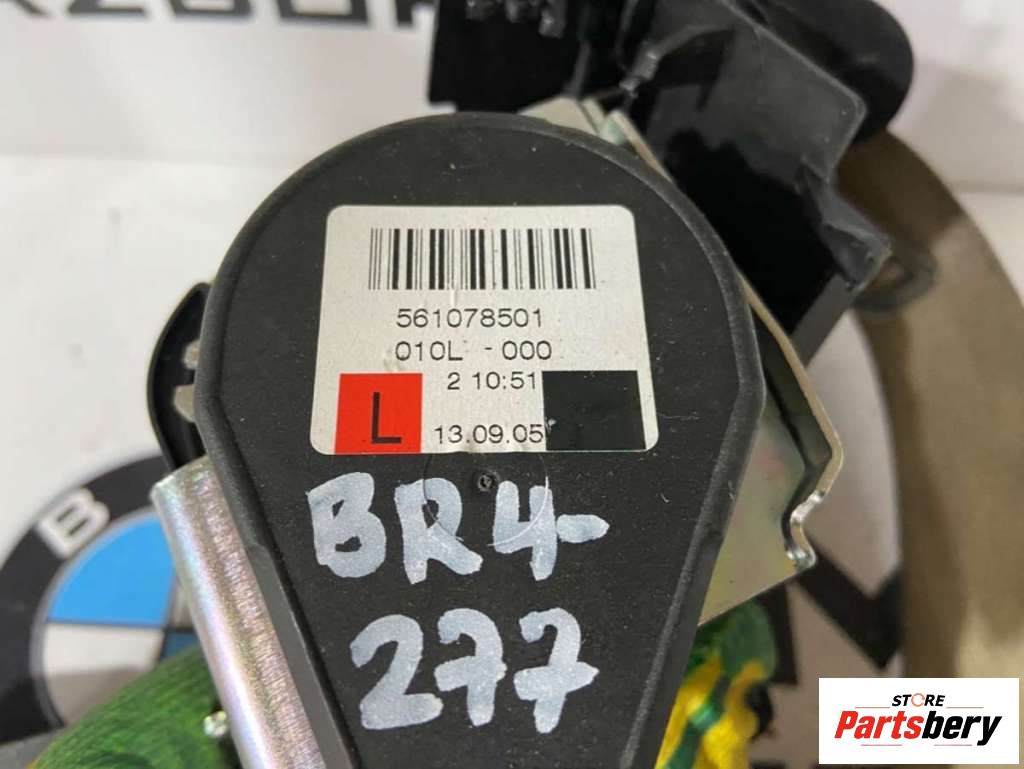 561078501
010L -000
2 10:51
L
13.09.05
BR4-
277
B
STORE
Partsbery